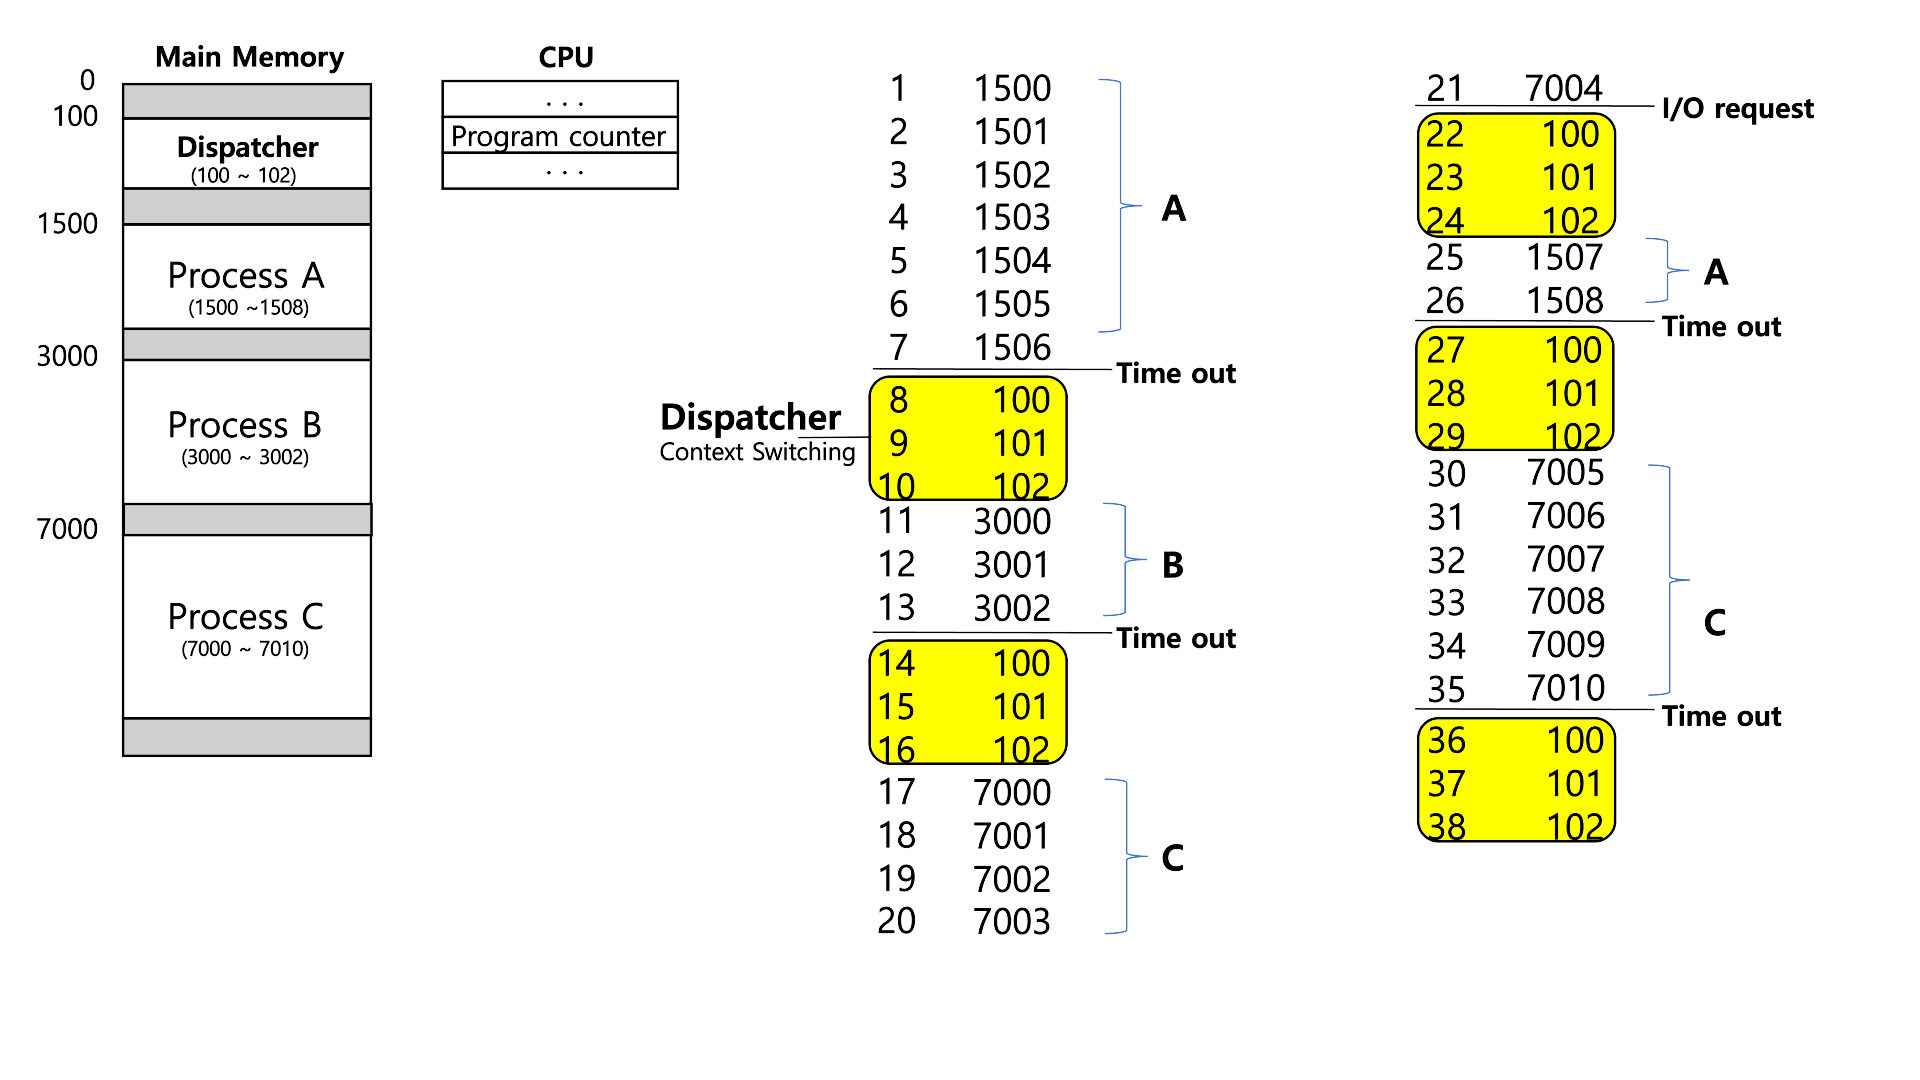 Main Memory
0
100
Dispatcher
(100 ~ 102)
1500
Process A
(1500 ~1508)
3000
Process B
(3000 ~ 3002)
7000
Process C
(7000 ~ 7010)
CPU
. . .
Program counter
. . .
1 1500
2 1501
3 1502
4 1503
5 1504
6 1505
7 1506
A
Time out
Dispatcher
Context Switching
8 100
9 101
10 102
11 3000
12 3001
13 3002
B
Time out
14 100
15 101
16 102
17 7000
18 7001
19 7002
20 7003
C
21 7004
I/O request
22 100
23 101
24 102
25 1507
26 1508
A
Time out
27 100
28 101
29 102
30 7005
31 7006
32 7007
33 7008
34 7009
35 7010
C
Time out
36 100
37 101
38 102